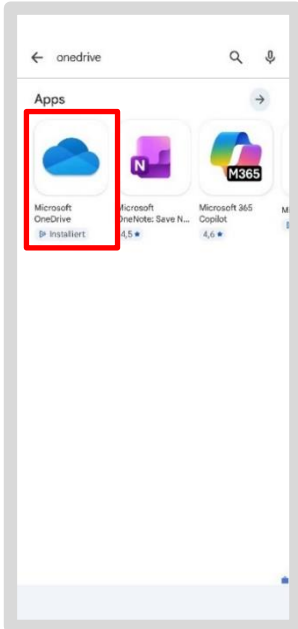 onedrive
Apps
N
M365
Microsoft OneDrive
Installiert
Microsoft OneNote: Save N...
4,5 ★
Microsoft 365 Copilot
4,6 ★
M